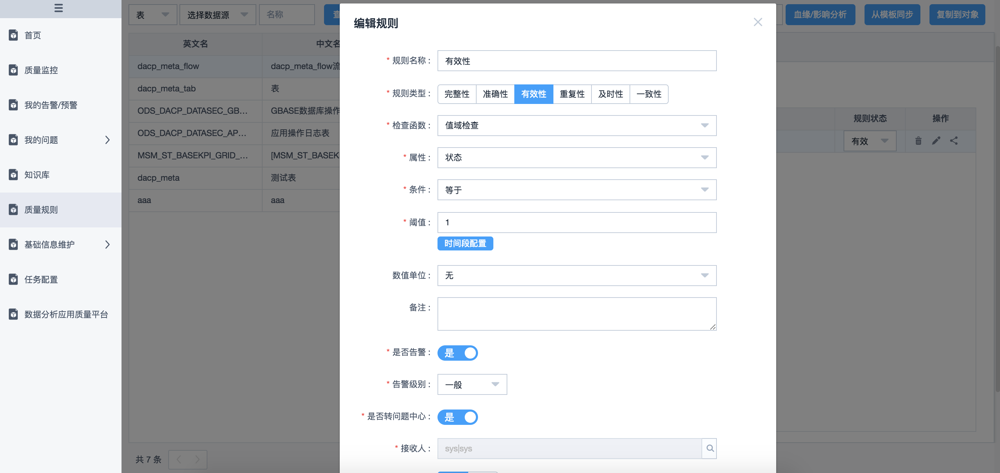 首页
质量监控
我的告警/预警
我的问题
知识库
质量规则
基础信息维护
任务配置
数据分析应用质量平台
表 选择数据源 名称
血缘/影响分析 从模板同步 复制到对象
英文名 中文名
dacp_meta_flow dacp_meta_flow流
dacp_meta_tab 表
ODS_DACP_DATASEC_GB... GBASE数据库操作
ODS_DACP_DATASEC_AP... 应用操作日志表
MSM_ST_BASEKPI_GRID_... [MSM_ST_BASEK
dacp_meta 测试表
aaa aaa
共 7 条
规则状态 操作
有效
编辑规则
* 规则名称： 有效性
* 规则类型： 完整性 准确性 有效性 重复性 及时性 一致性
* 检查函数： 值域检查
* 属性： 状态
* 条件： 等于
* 阈值： 1
时间段配置
数值单位： 无
备注：
* 是否告警： 是
* 告警级别： 一般
* 是否转问题中心： 是
* 接收人： sys|sys